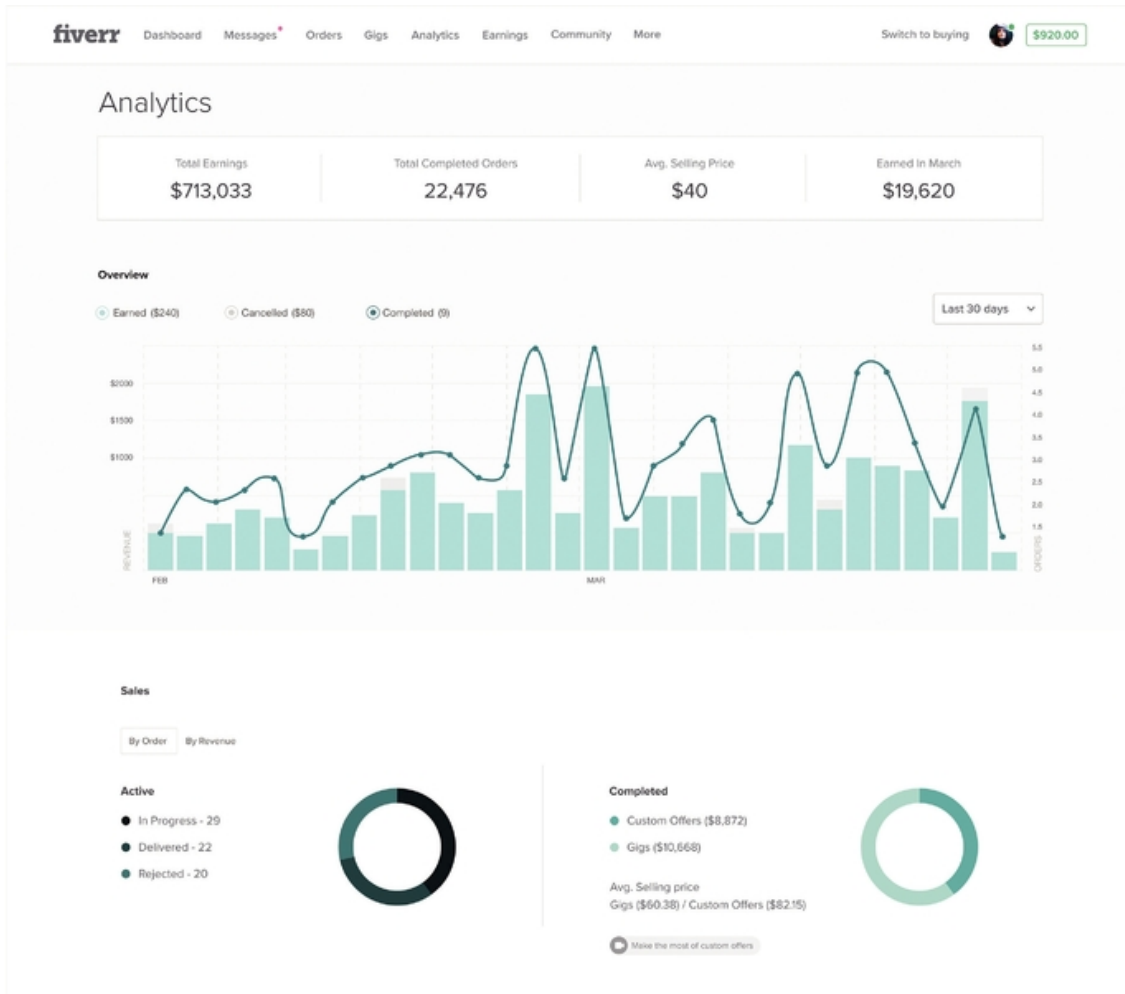 fiverr Dashboard Messages Orders Gigs Analytics Earnings Community More Switch to buying $920.00
Analytics
Total Earnings Total Completed Orders Avg. Selling Price Earned In March
$713,033 22,476 $40 $19,620
Overview
Earned ($240) Cancelled ($80) Completed (9) Last 30 days
5.5
5.0
$2000
4.5
$1500 4.0
3.5
$1000 3.0
2.5
2.0
1.5
REVENUE ORDERS
FEB MAR
Sales
By Order By Revenue
Active
In Progress - 29
Delivered - 22
Rejected - 20
Completed
Custom Offers ($8,872)
Gigs ($10,668)
Avg. Selling price
Gigs ($60.38) / Custom Offers ($82.15)
Make the most of custom offers